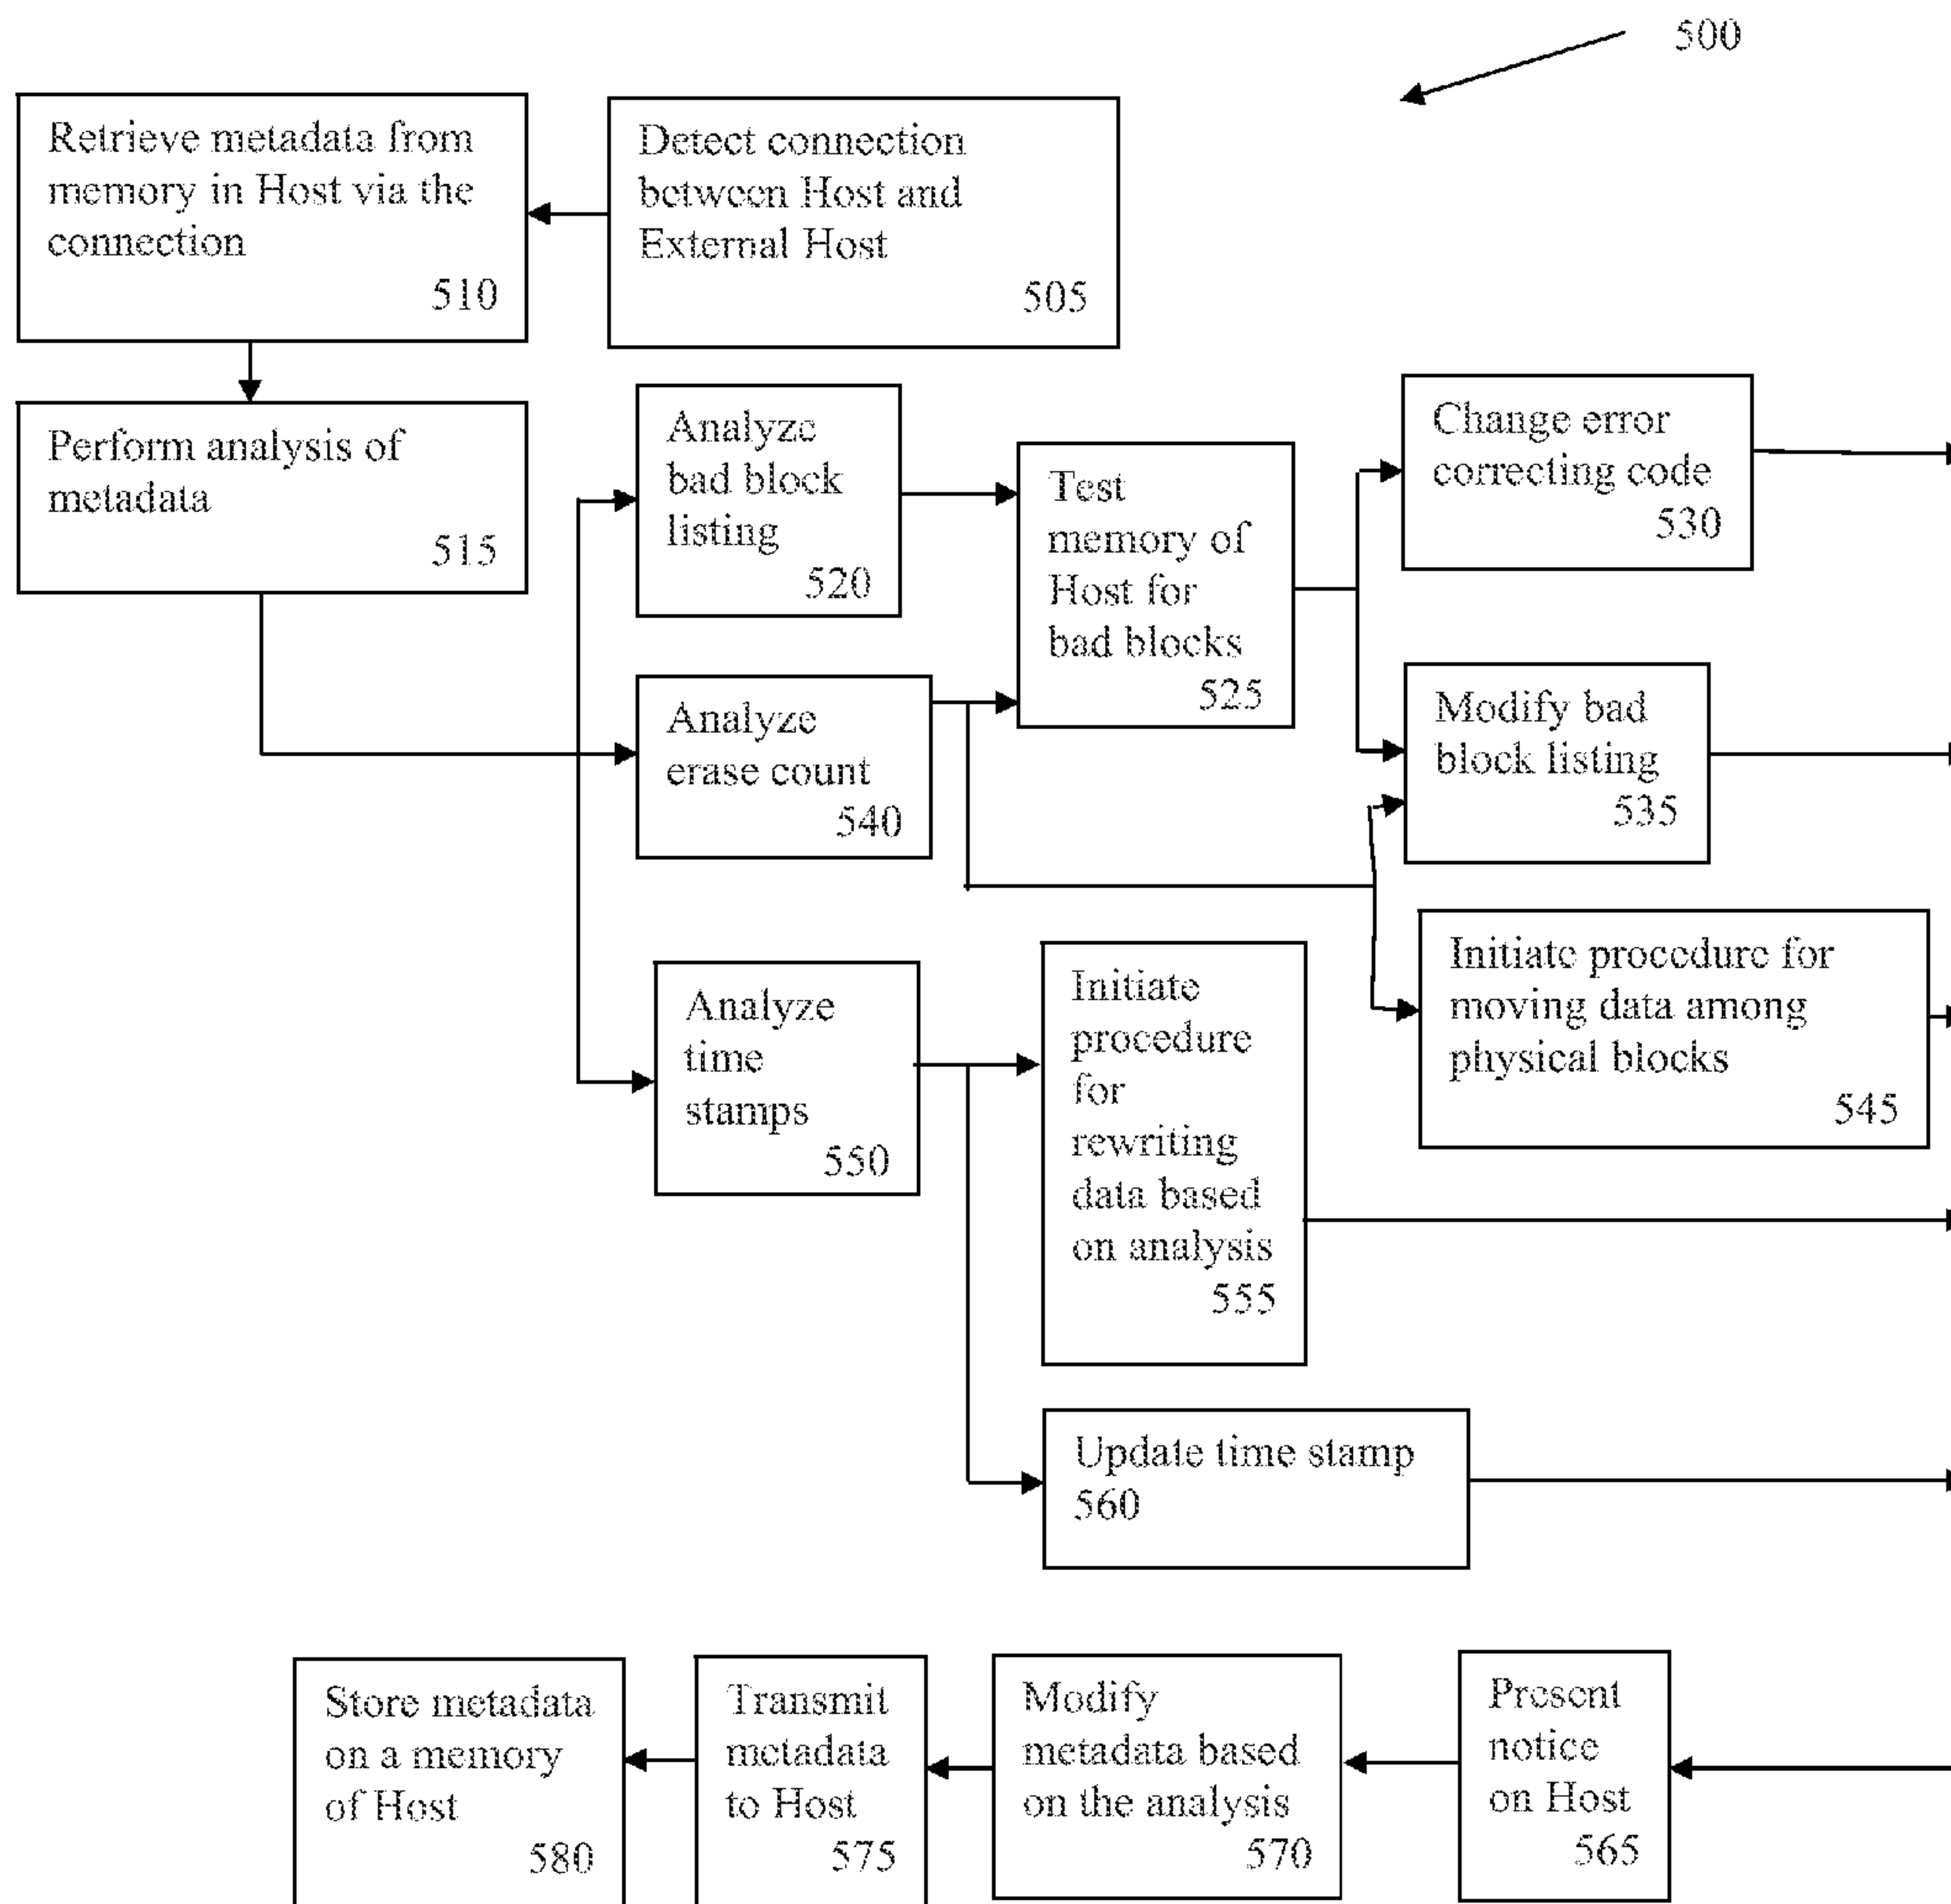 500
Retrieve metadata from
memory in Host via the
connection
510
Detect connection
between Host and
External Host
505
Perform analysis of
metadata
515
Analyze
bad block
listing
520
Test
memory of
Host for
bad blocks
525
Change error
correcting code
530
Modify bad
block listing
535
Analyze
erase count
540
Initiate procedure for
moving data among
physical blocks
545
Analyze
time
stamps
550
Initiate
procedure
for
rewriting
data based
on analysis
555
Update time stamp
560
Present
notice
on Host
565
Modify
metadata based
on the analysis
570
Transmit
metadata
to Host
575
Store metadata
on a memory
of Host
580